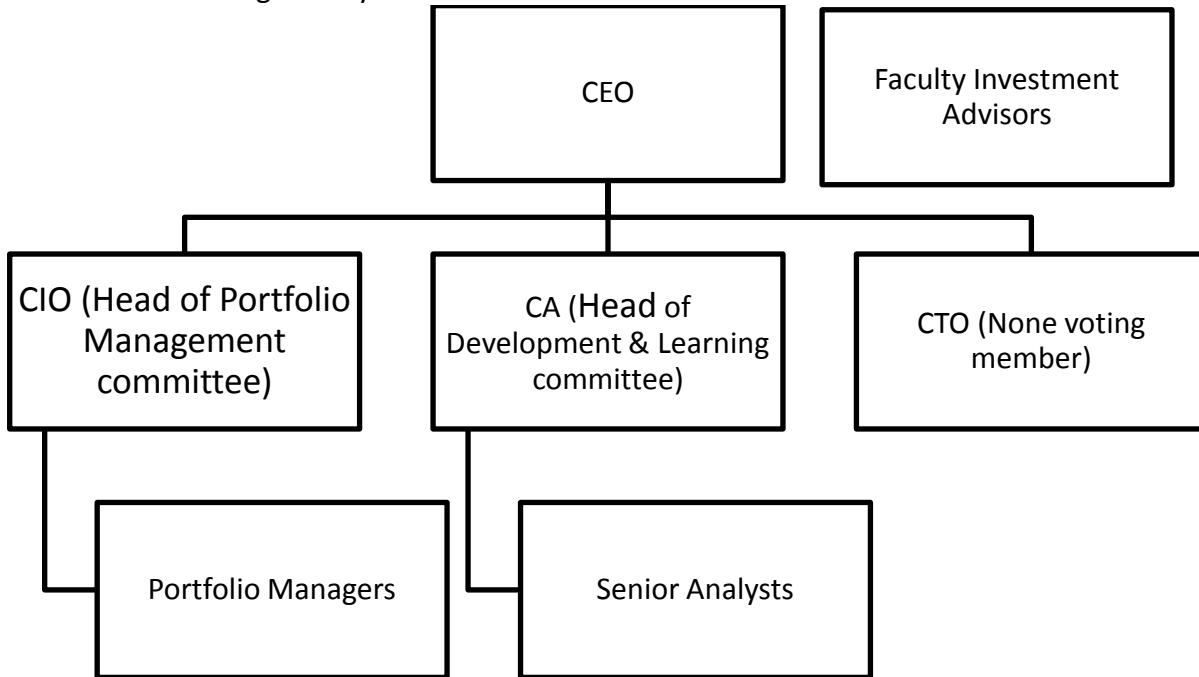 CEO
Faculty Investment
Advisors
CIO (Head of Portfolio
Management
committee)
CA (Head of
Development & Learning
committee)
CTO (None voting
member)
Portfolio Managers
Senior Analysts